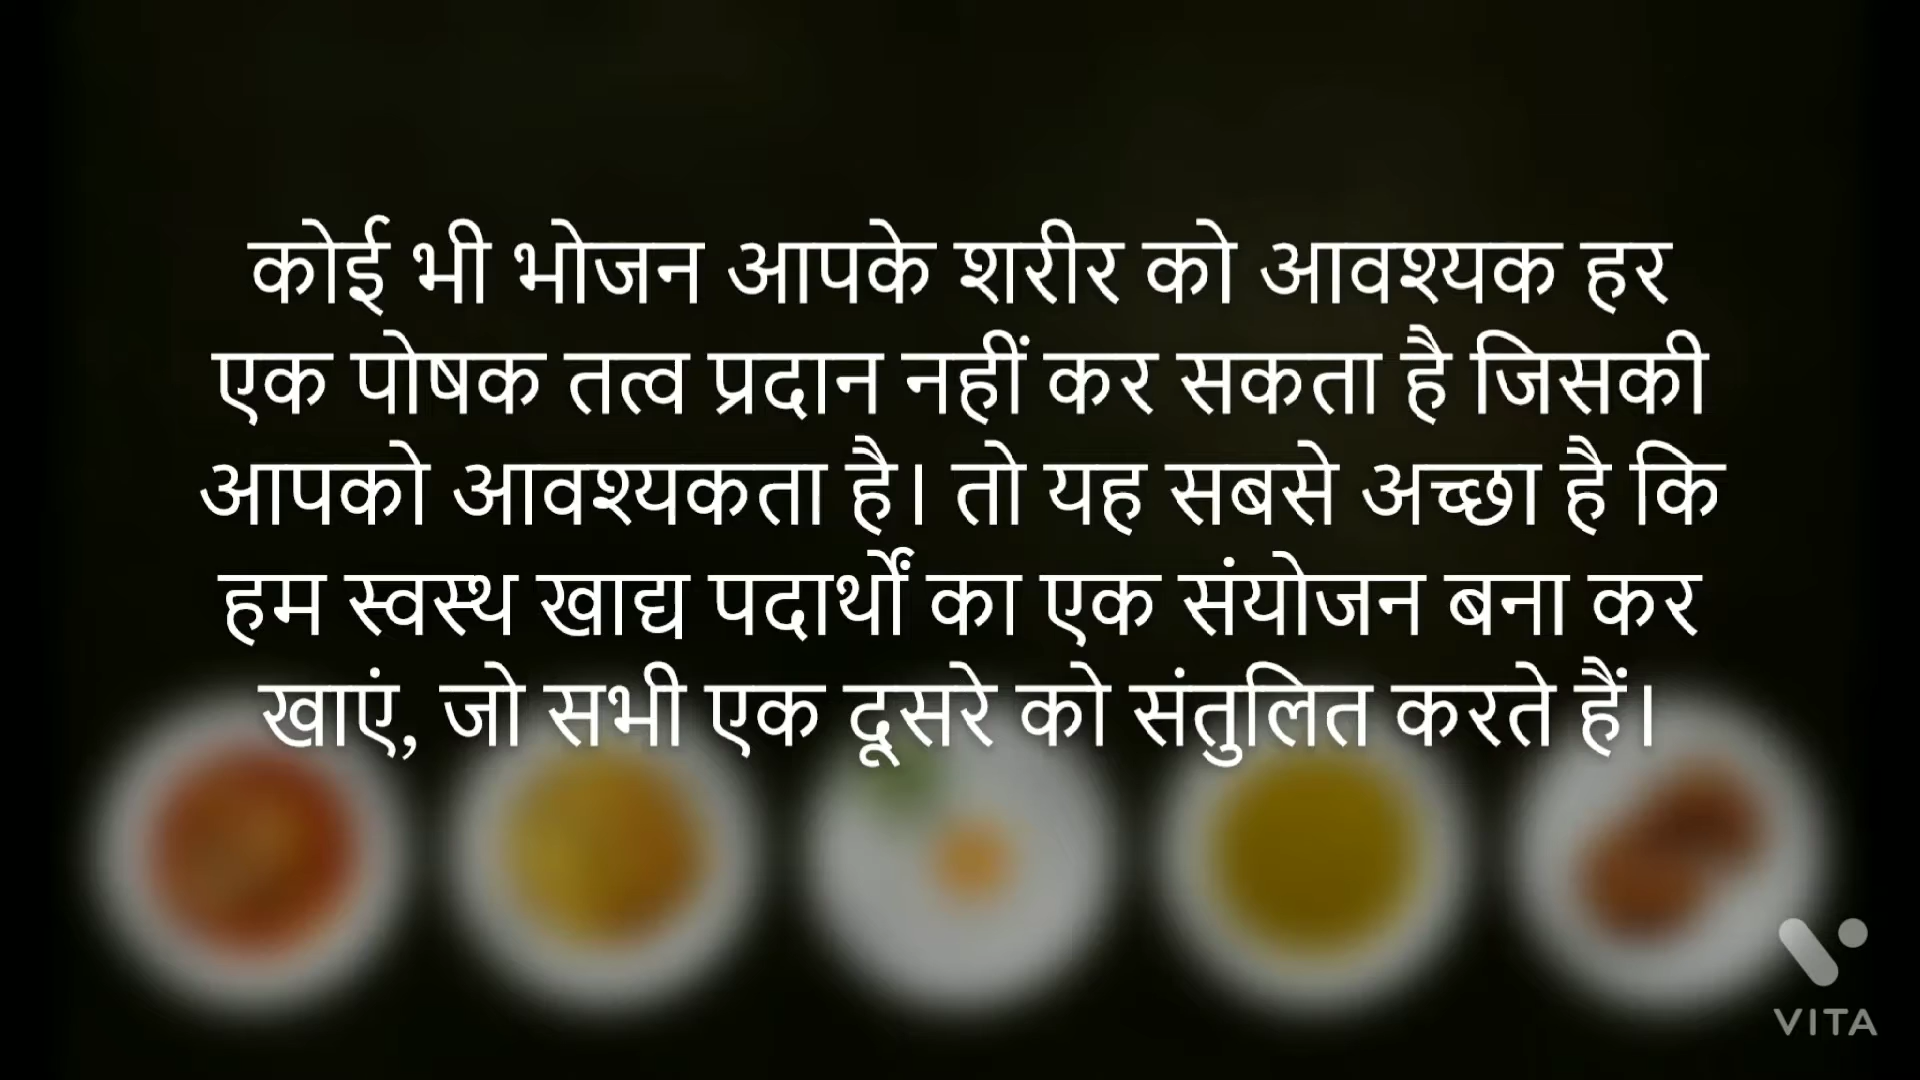 कोई भी भोजन आपके शरीर को आवश्यक हर
एक पोषक तत्व प्रदान नहीं कर सकता है जिसकी
आपको आवश्यकता है। तो यह सबसे अच्छा है कि
हम स्वस्थ खाद्य पदार्थों का एक संयोजन बना कर
खाएं, जो सभी एक दूसरे को संतुलित करते हैं।
VITA